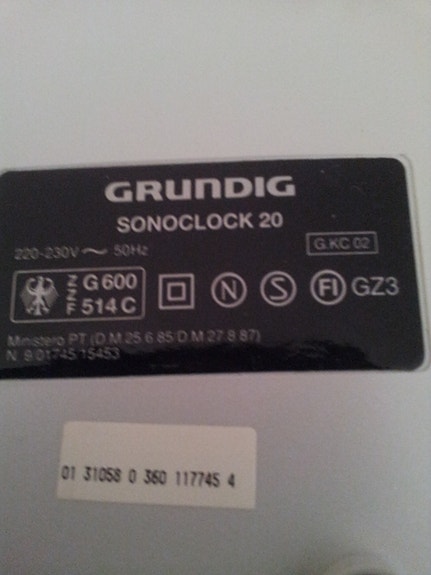 GRUNDIG
SONOCLOCK 20
220-230V ~ 50Hz
G.KC 02
ZZF G 600 514 C
N S FI GZ3
Ministero PT (D.M.25.6.85/D.M 27.8.87)
N. 9.01745/15453
01 31058 0 360 117745 4